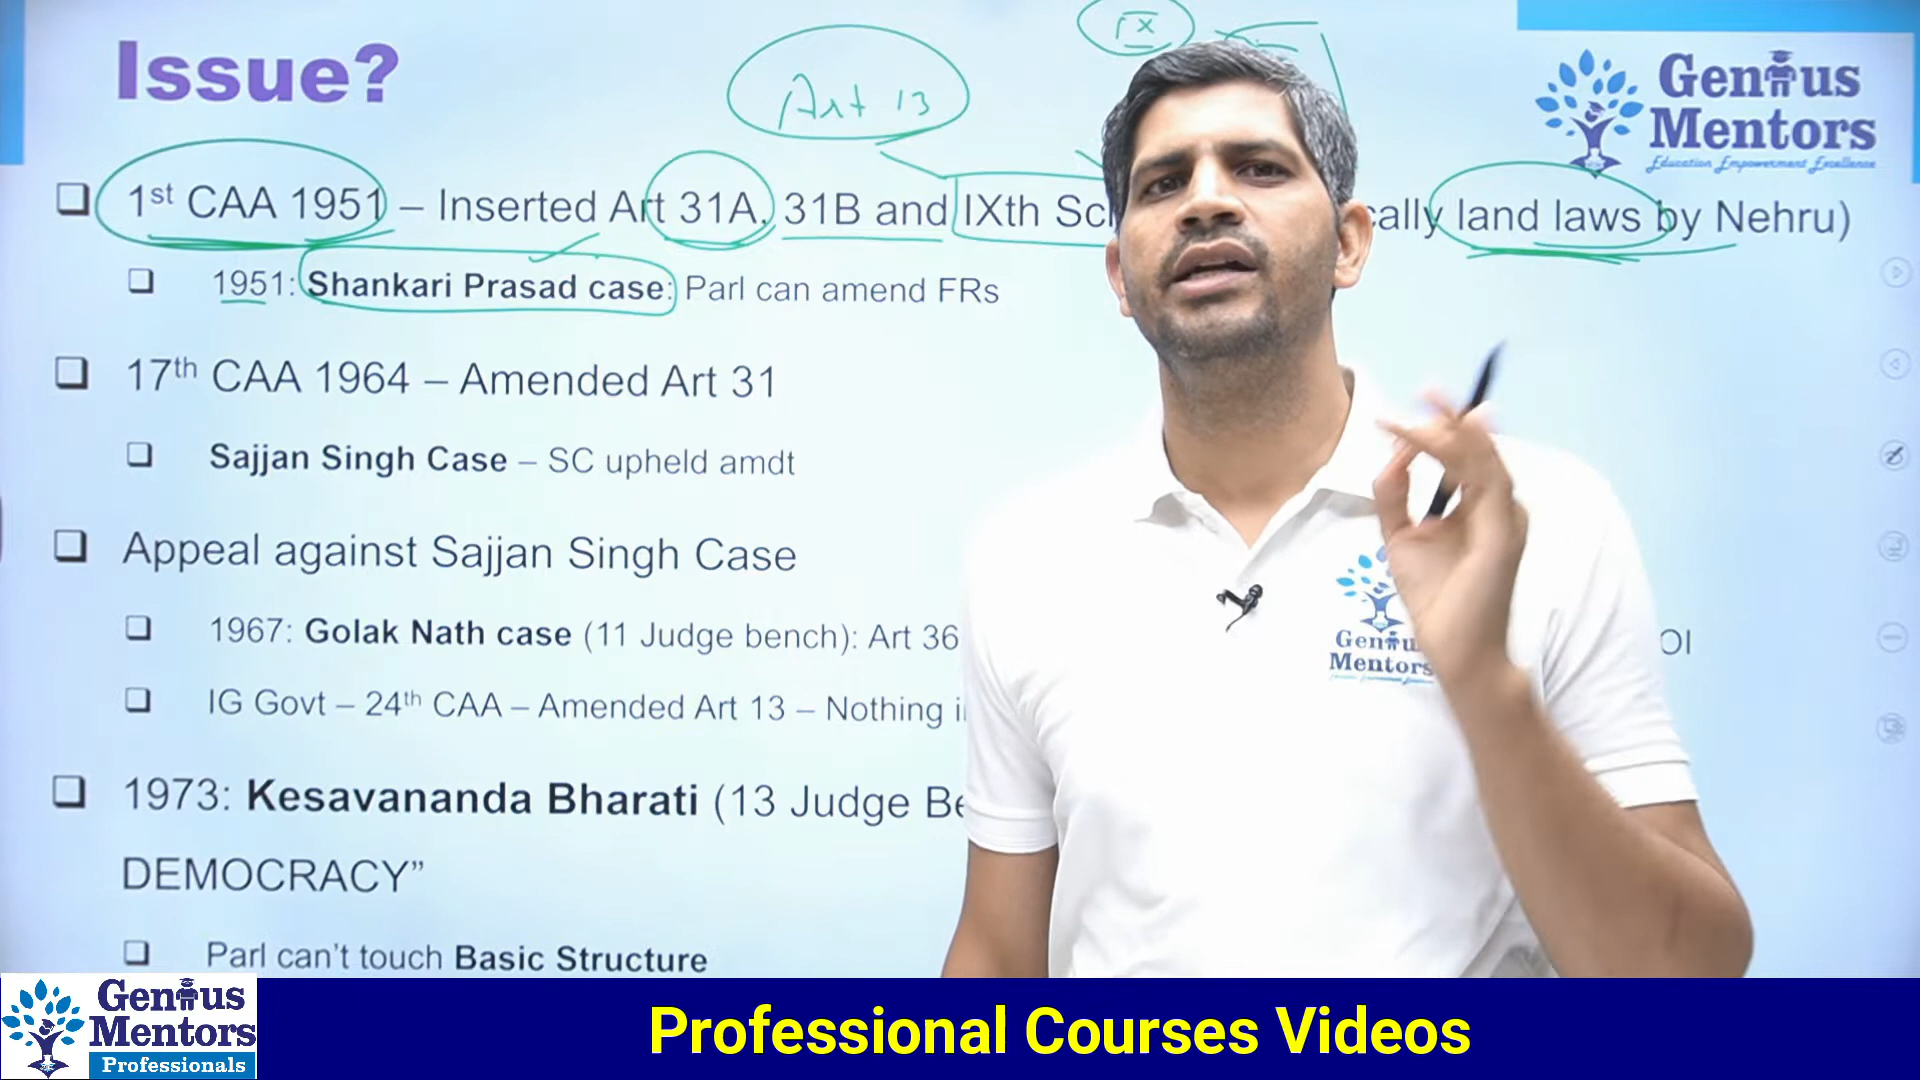 IX
Issue?
Art 13
Genius
Mentors
Education Empowerment Excellence
❑ 1st CAA 1951 – Inserted Art 31A, 31B and IXth Sc cally land laws by Nehru)
❑ 1951: Shankari Prasad case: Parl can amend FRs
❑ 17th CAA 1964 – Amended Art 31
❑ Sajjan Singh Case – SC upheld amdt
❑ Appeal against Sajjan Singh Case
❑ 1967: Golak Nath case (11 Judge bench): Art 36 OI
❑ IG Govt – 24th CAA – Amended Art 13 – Nothing i
❑ 1973: Kesavananda Bharati (13 Judge Be
DEMOCRACY”
❑ Parl can’t touch Basic Structure
Geniu
Mentors
Genius
Mentors
Professionals
Professional Courses Videos